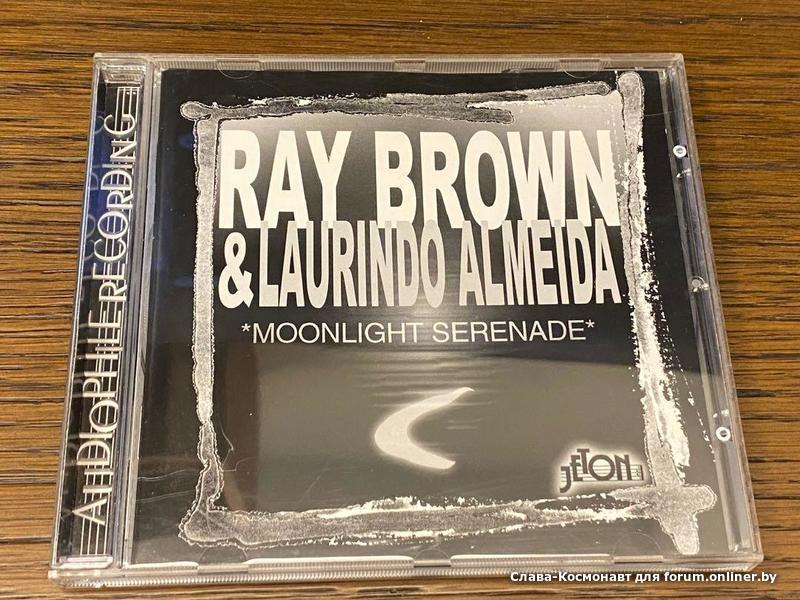 AUDIOPHILE RECORDING
RAY BROWN
& LAURINDO ALMEIDA
*MOONLIGHT SERENADE*
JETON
Слава-Космонавт для forum.onliner.by